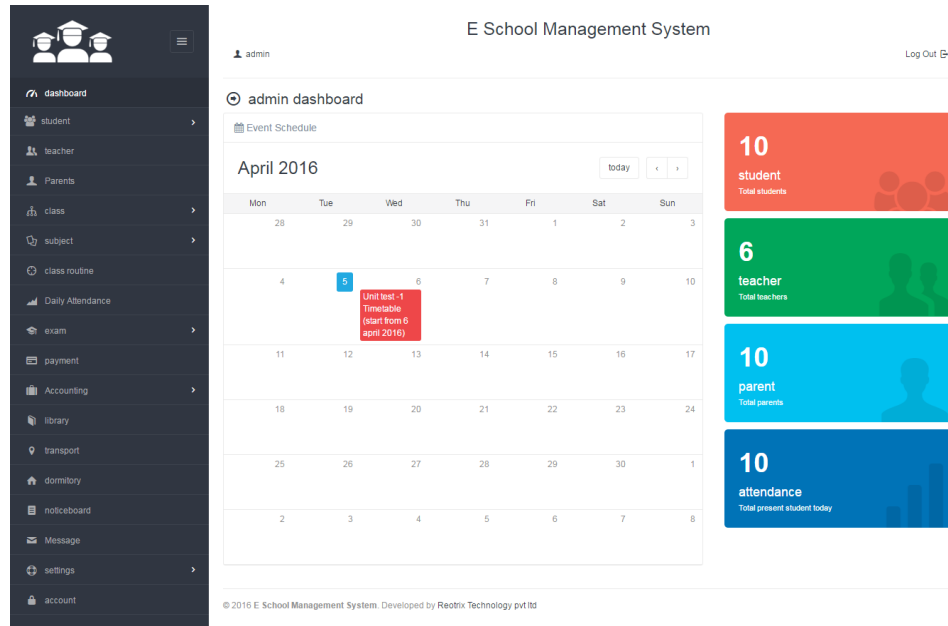 E School Management System
admin
Log Out
dashboard
student
teacher
Parents
class
subject
class routine
Daily Attendance
exam
payment
Accounting
library
transport
dormitory
noticeboard
Message
settings
account
admin dashboard
Event Schedule
April 2016
today
Mon Tue Wed Thu Fri Sat Sun
28 29 30 31 1 2 3
4 5 6 7 8 9 10
Unit test -1
Timetable
(start from 6
april 2016)
11 12 13 14 15 16 17
18 19 20 21 22 23 24
25 26 27 28 29 30 1
2 3 4 5 6 7 8
10
student
Total students
6
teacher
Total teachers
10
parent
Total parents
10
attendance
Total present student today
© 2016 E School Management System. Developed by Reotrix Technology pvt ltd